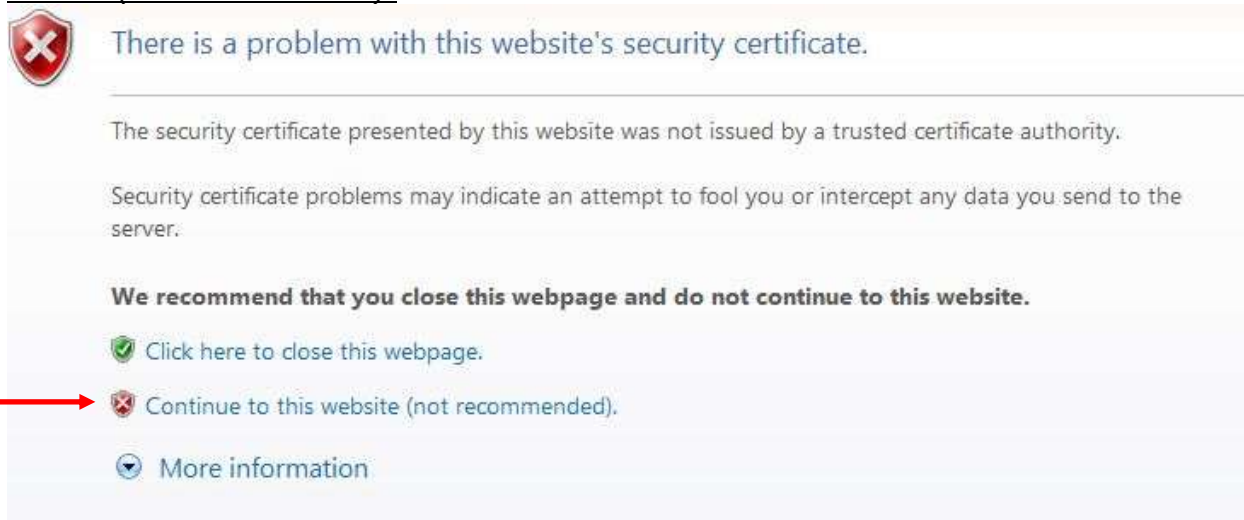 There is a problem with this website's security certificate.
The security certificate presented by this website was not issued by a trusted certificate authority.
Security certificate problems may indicate an attempt to fool you or intercept any data you send to the
server.
We recommend that you close this webpage and do not continue to this website.
Click here to close this webpage.
Continue to this website (not recommended).
More information